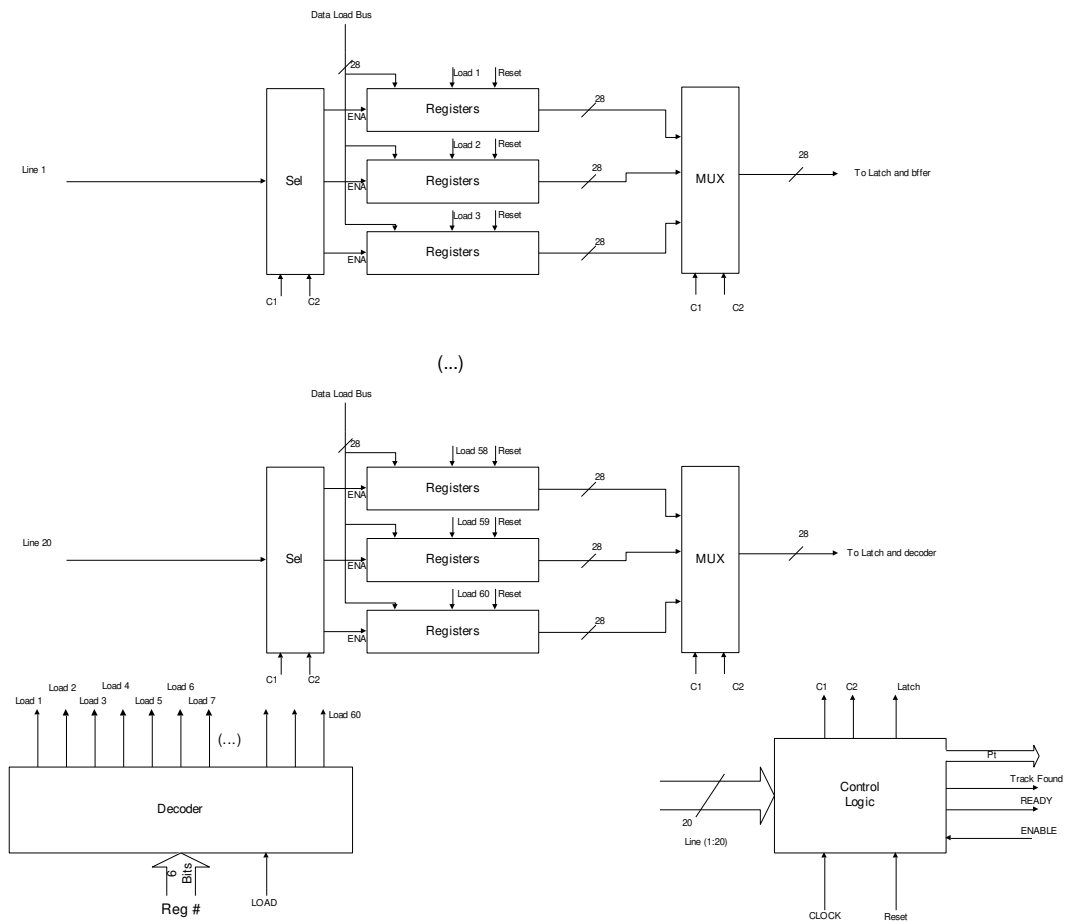 Data Load Bus
28
Load 1
Reset
Registers
28
ENA
Load 2
Reset
Line 1
Sel
Registers
28
ENA
MUX
28
To Latch and bffer
Load 3
Reset
Registers
28
ENA
C1
C2
C1
C2
(...)
Data Load Bus
28
Load 58
Reset
Registers
28
ENA
Load 59
Reset
Line 20
Sel
Registers
28
ENA
MUX
28
To Latch and decoder
Load 60
Reset
Registers
28
ENA
C1
C2
C1
C2
Load 1
Load 2
Load 3
Load 4
Load 5
Load 6
Load 7
(...)
Load 60
Decoder
6
Bits
Reg #
LOAD
C1
C2
Latch
Control
Logic
Pt
Track Found
READY
ENABLE
20
Line (1:20)
CLOCK
Reset